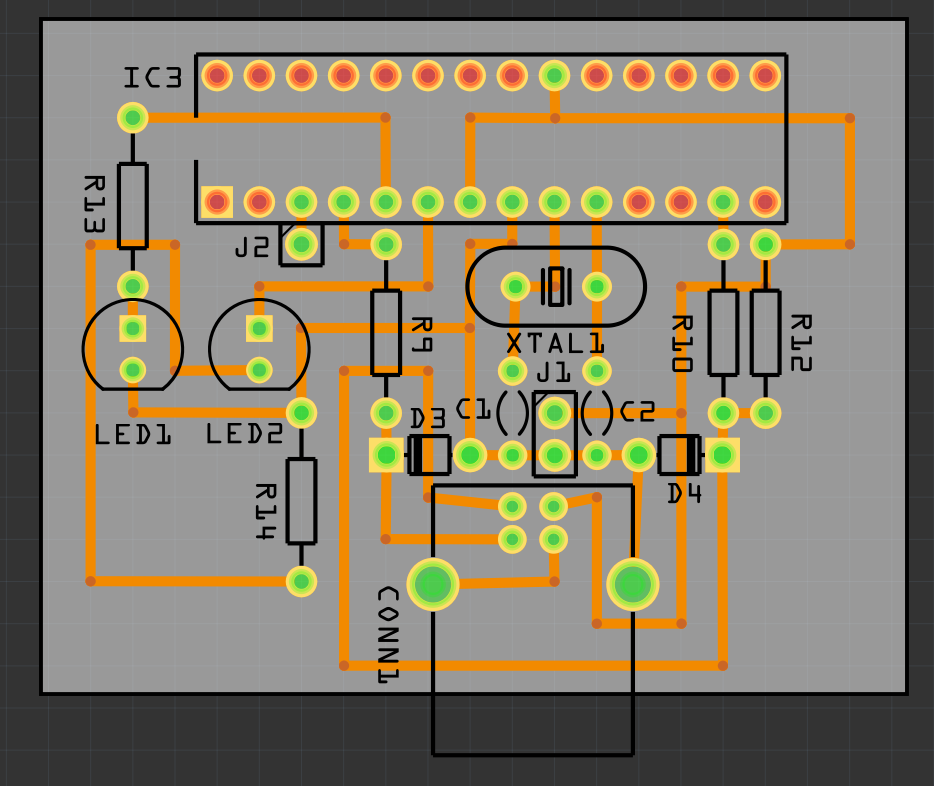 IC3
R13
J2
R9
XTAL1
R10
R12
J1
D3
C1
C2
LED1
LED2
R14
D4
CONN1